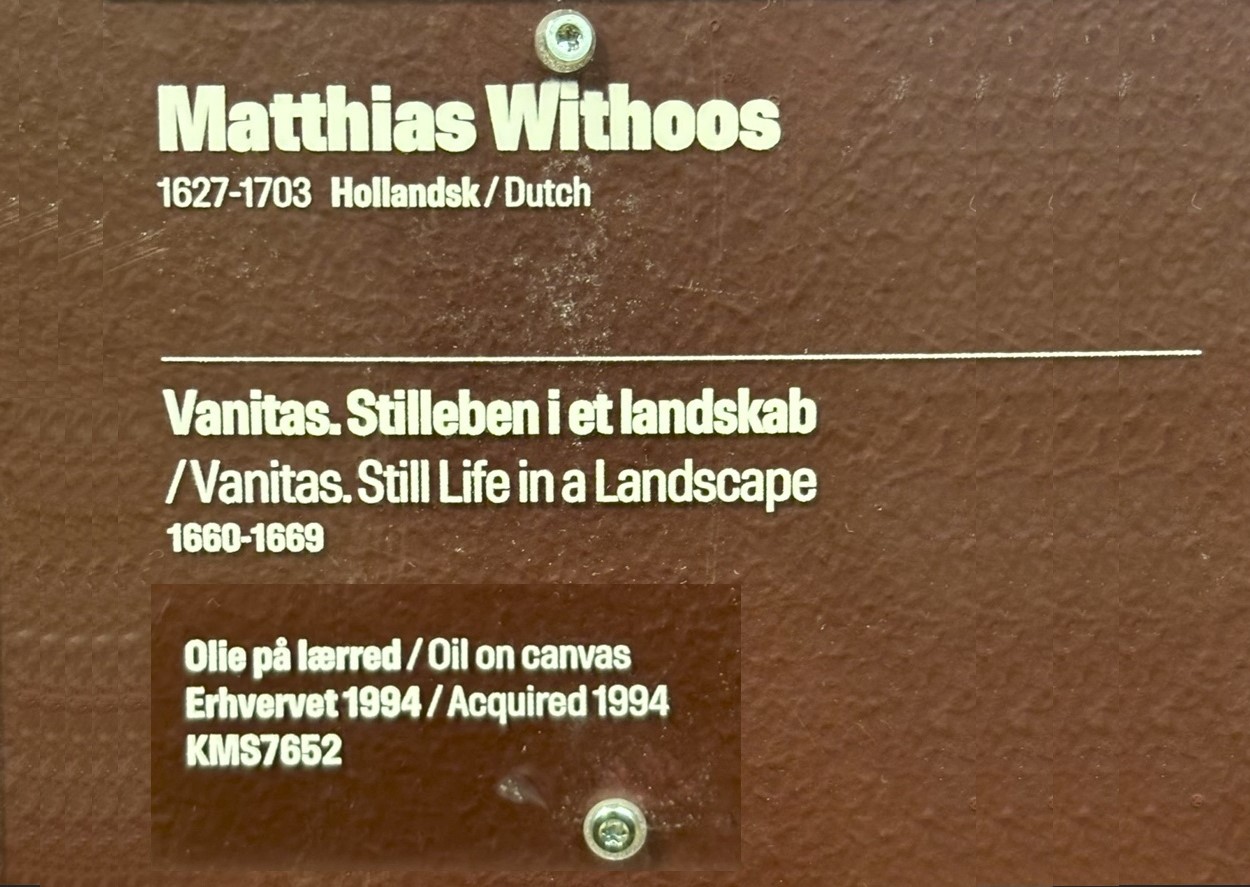 Matthias Withoos
1627-1703 Hollandsk / Dutch
Vanitas. Stilleben i et landskab
/ Vanitas. Still Life in a Landscape
1660-1669
Olie på lærred / Oil on canvas
Erhvervet 1994 / Acquired 1994
KMS7652